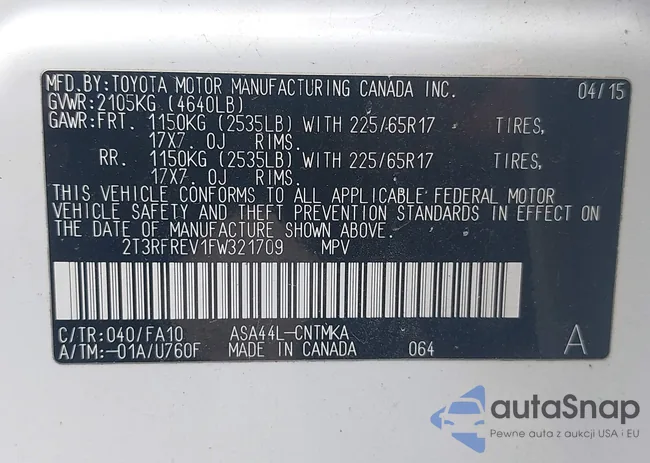 MFD.BY:TOYOTA MOTOR MANUFACTURING CANADA INC. 04/15
GVWR:2105KG (4640LB)
GAWR:FRT. 1150KG (2535LB) WITH 225/65R17 TIRES,
17X7.0J RIMS.
RR. 1150KG (2535LB) WITH 225/65R17 TIRES,
17X7.0J RIMS.
THIS VEHICLE CONFORMS TO ALL APPLICABLE FEDERAL MOTOR
VEHICLE SAFETY AND THEFT PREVENTION STANDARDS IN EFFECT ON
THE DATE OF MANUFACTURE SHOWN ABOVE.
2T3RFREV1FW321709 MPV
C/TR:040/FA10 ASA44L-CNTMKA
A/TM:-01A/U760F MADE IN CANADA 064 A
autaSnap
Pewne auta z aukcji USA i EU